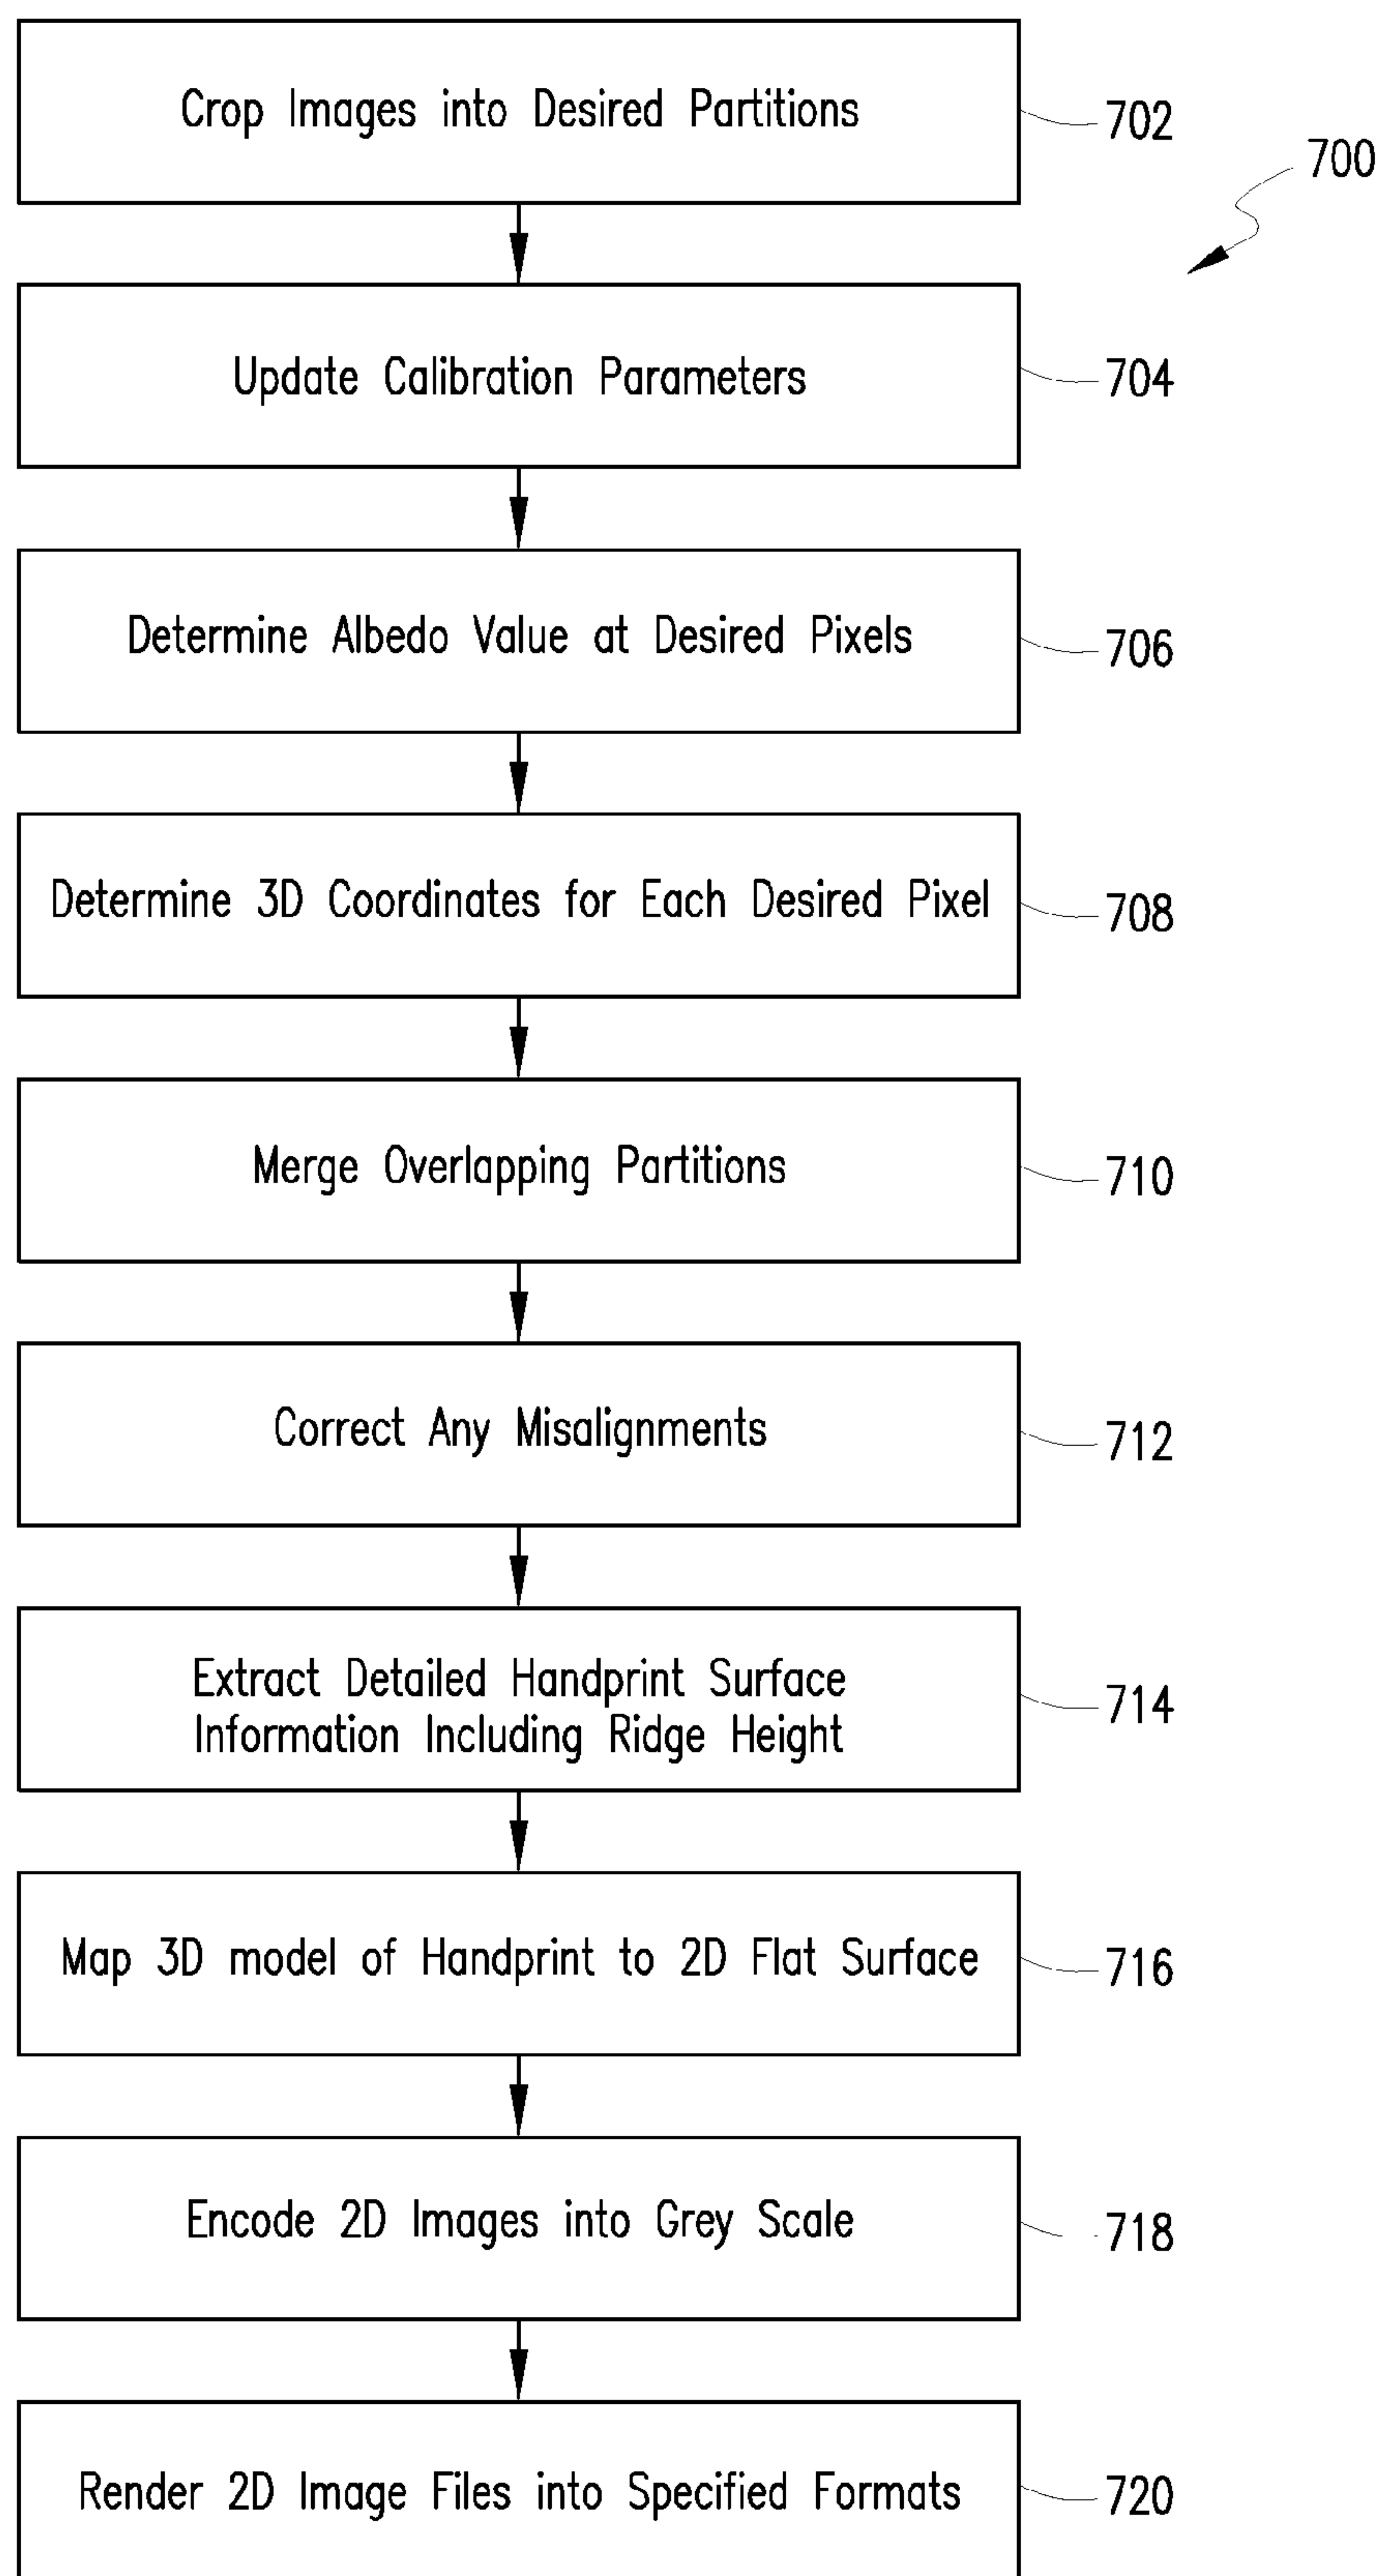 Crop Images into Desired Partitions
702
700
Update Calibration Parameters
704
Determine Albedo Value at Desired Pixels
706
Determine 3D Coordinates for Each Desired Pixel
708
Merge Overlapping Partitions
710
Correct Any Misalignments
712
Extract Detailed Handprint Surface
Information Including Ridge Height
714
Map 3D model of Handprint to 2D Flat Surface
716
Encode 2D Images into Grey Scale
718
Render 2D Image Files into Specified Formats
720